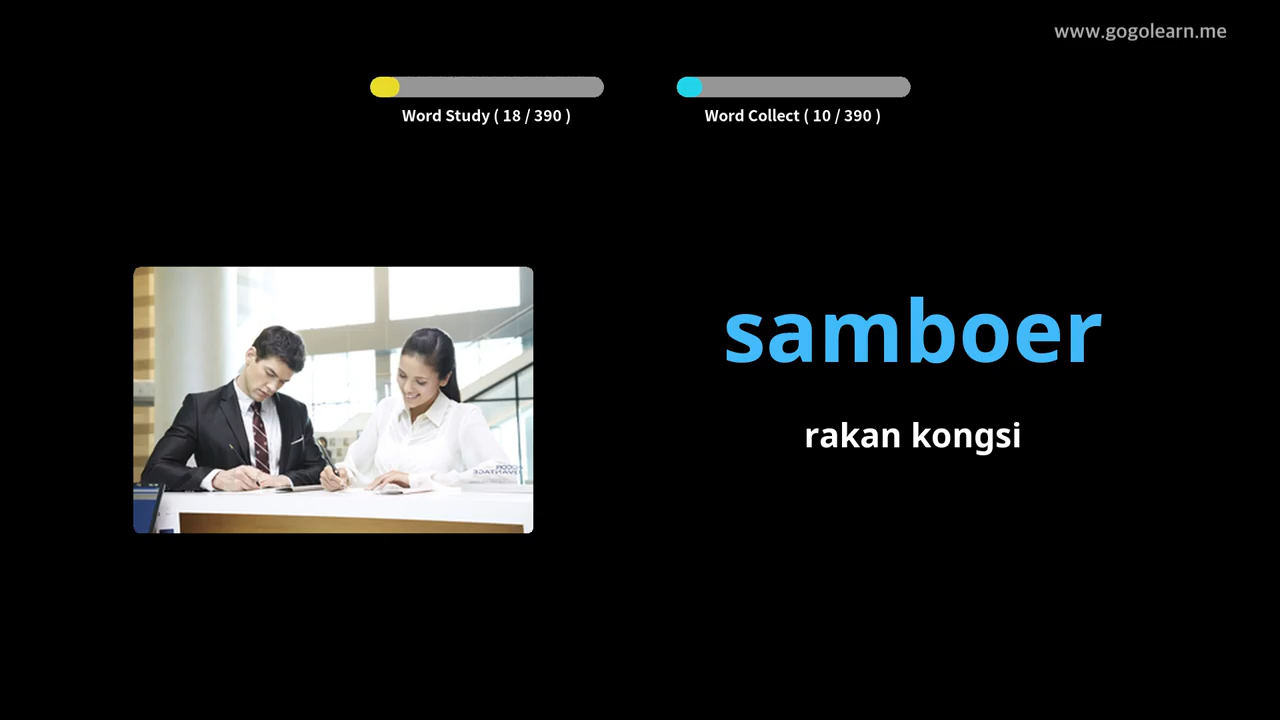 www.gogolearn.me
Word Study ( 18 / 390 )
Word Collect ( 10 / 390 )
samboer
rakan kongsi